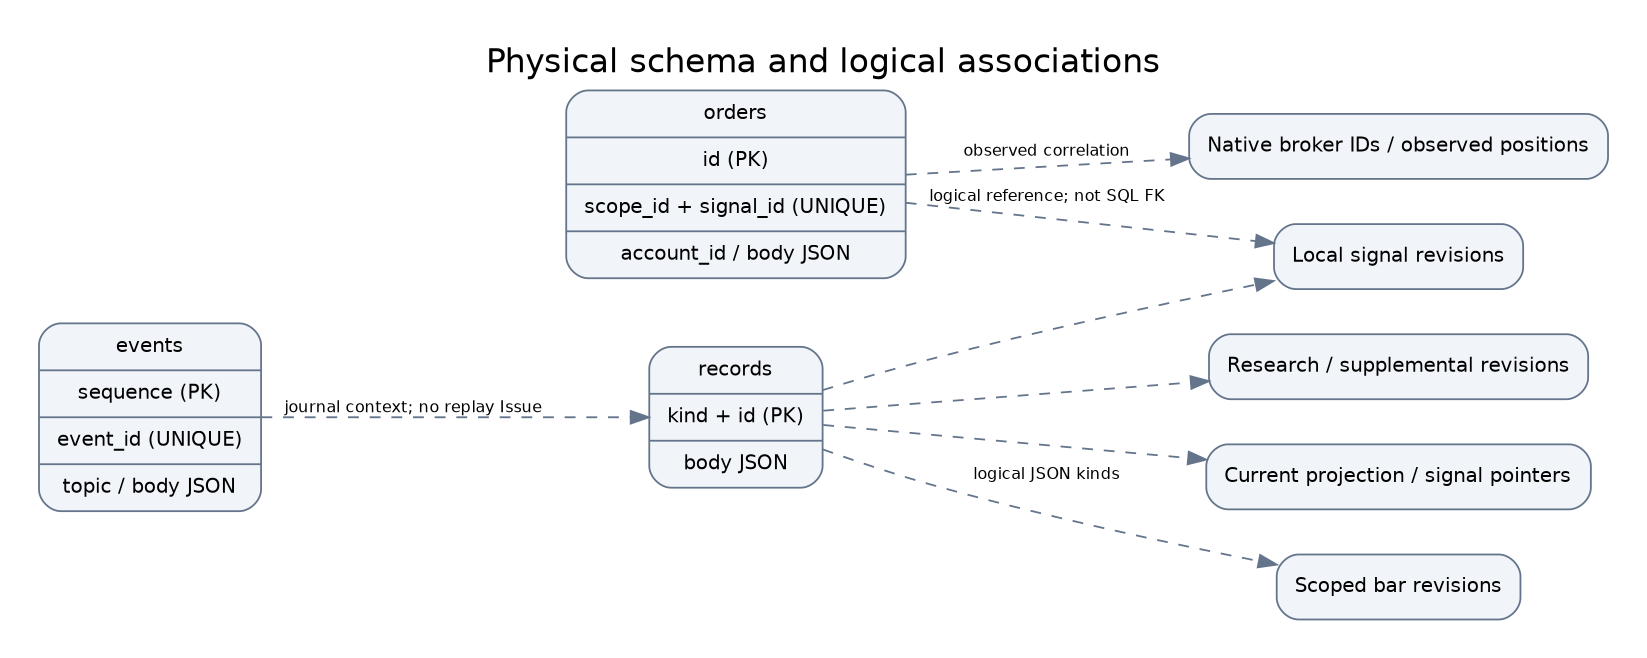 Physical schema and logical associations
orders
id (PK)
scope_id + signal_id (UNIQUE)
account_id / body JSON
observed correlation
logical reference; not SQL FK
Native broker IDs / observed positions
Local signal revisions
events
sequence (PK)
event_id (UNIQUE)
topic / body JSON
journal context; no replay Issue
records
kind + id (PK)
body JSON
logical JSON kinds
Research / supplemental revisions
Current projection / signal pointers
Scoped bar revisions